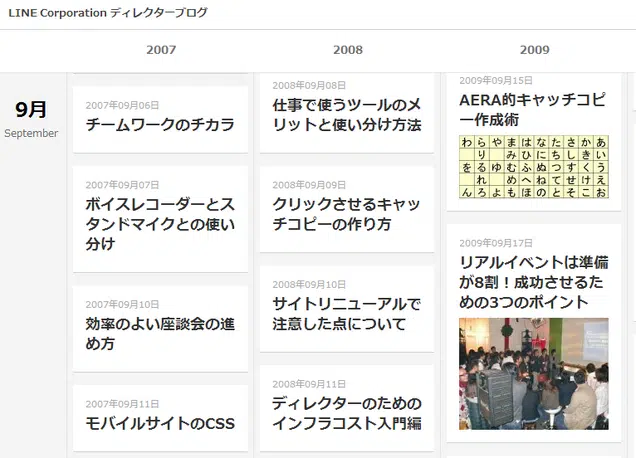 LINE Corporation ディレクターブログ
2007
2008
2009
9月
September
2007年09月06日
チームワークのチカラ
2007年09月07日
ボイスレコーダーとス
タンドマイクとの使い
分け
2007年09月10日
効率のよい座談会の進
め方
2007年09月11日
モバイルサイトのCSS
2008年09月08日
仕事で使うツールのメ
リットと使い分け方法
2008年09月09日
クリックさせるキャッ
チコピーの作り方
2008年09月10日
サイトリニューアルで
注意した点について
2008年09月11日
ディレクターのための
インフラコスト入門編
2009年09月15日
AERA的キャッチコピ
ー作成術
わらやまはなたさかあ
りみひにちしきい
をるゆむふぬつすくう
れめへねてせけえ
んろよもほのとそこお
2009年09月17日
リアルイベントは準備
が8割！成功させるた
めの3つのポイント